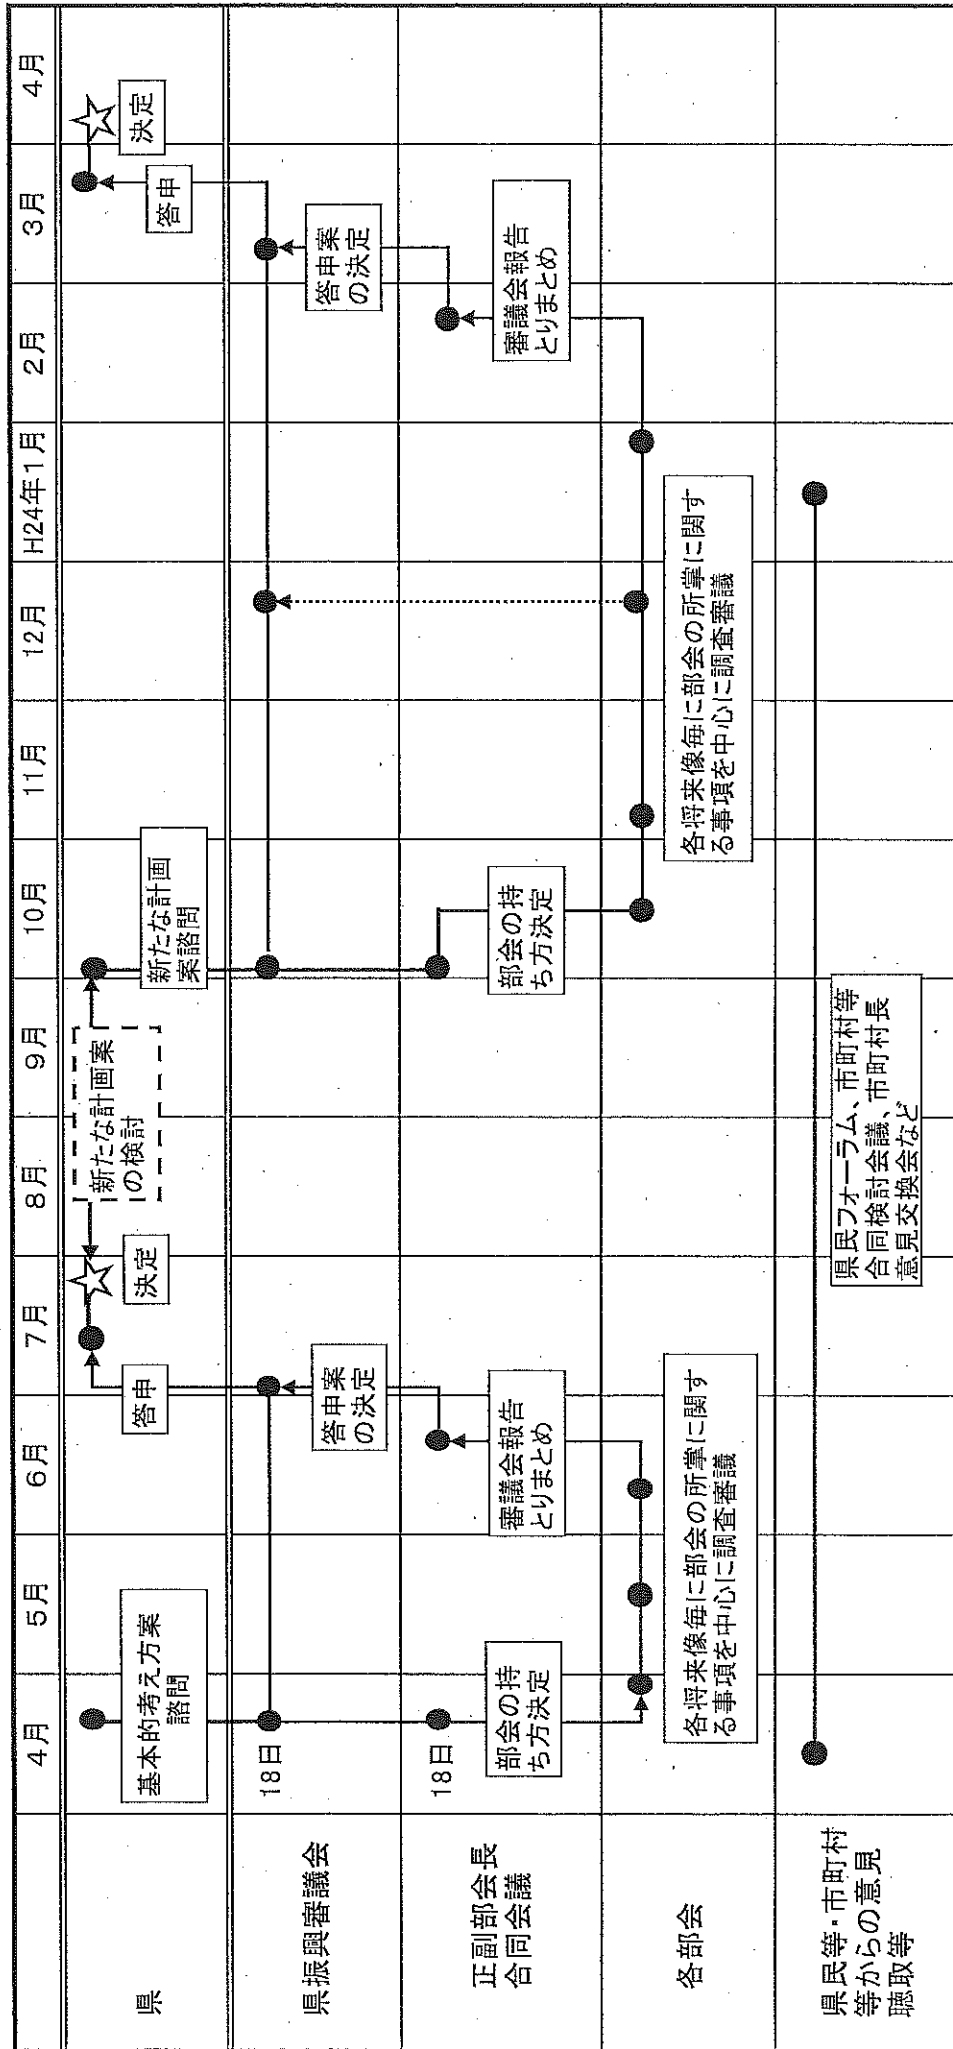 4月
5月
6月
7月
8月
9月
10月
11月
12月
H24年1月
2月
3月
4月
県
基本的考え方案
諮問
答申
決定
新たな計画案
の検討
新たな計画
案諮問
答申
決定
県振興審議会
18日
答申案
の決定
答申案
の決定
正副部会長
合同会議
18日
部会の持
ち方決定
審議会報告
とりまとめ
部会の持
ち方決定
審議会報告
とりまとめ
各部会
各将来像毎に部会の所掌に関す
る事項を中心に調査審議
各将来像毎に部会の所掌に関す
る事項を中心に調査審議
県民等・市町村
等からの意見
聴取等
県民フォーラム、市町村等
合同検討会議、市町村長
意見交換会など